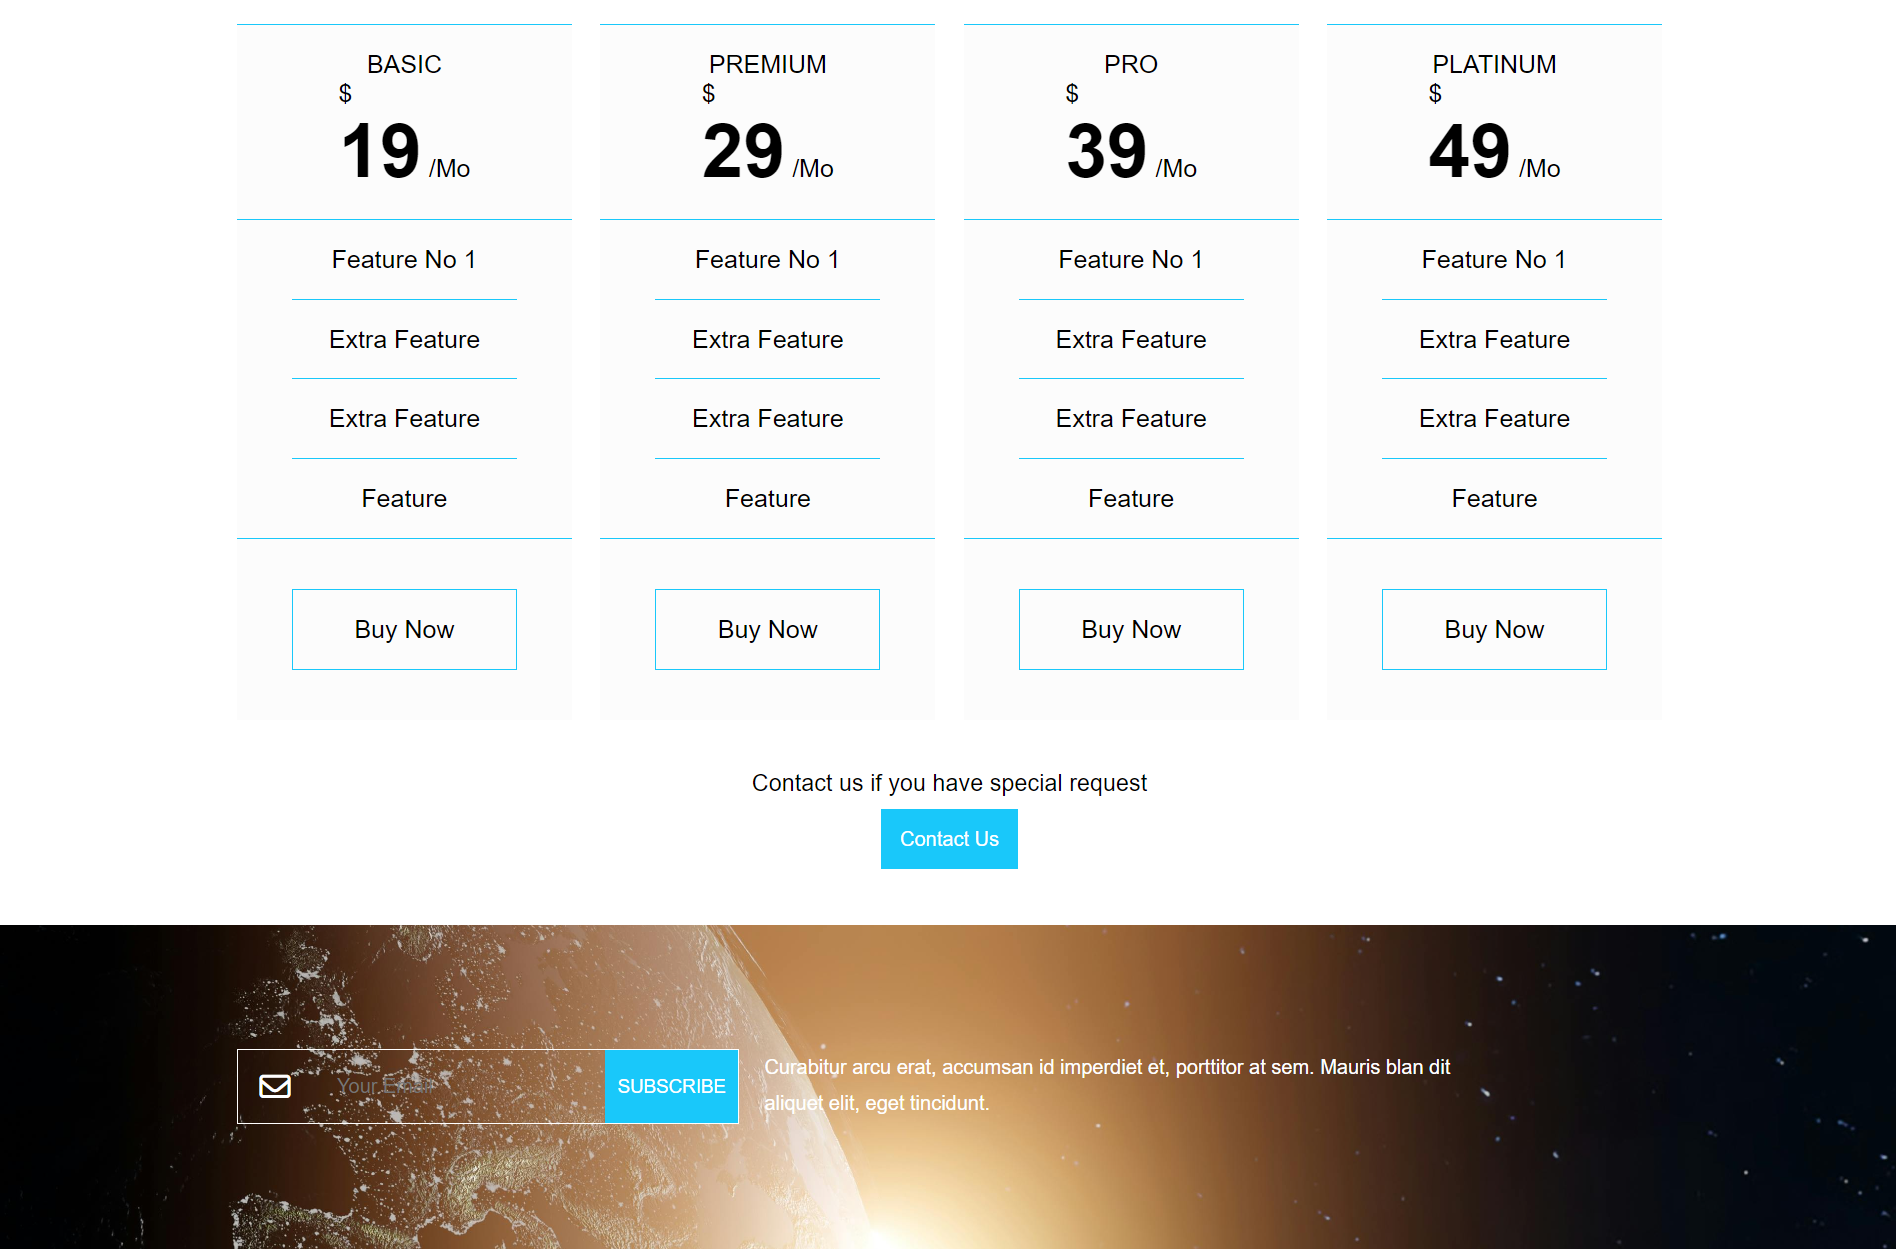 BASIC
$
19 /Mo
Feature No 1
Extra Feature
Extra Feature
Feature
Buy Now
PREMIUM
$
29 /Mo
Feature No 1
Extra Feature
Extra Feature
Feature
Buy Now
PRO
$
39 /Mo
Feature No 1
Extra Feature
Extra Feature
Feature
Buy Now
PLATINUM
$
49 /Mo
Feature No 1
Extra Feature
Extra Feature
Feature
Buy Now
Contact us if you have special request
Contact Us
Your Email
SUBSCRIBE
Curabitur arcu erat, accumsan id imperdiet et, porttitor at sem. Mauris blan dit
aliquet elit, eget tincidunt.